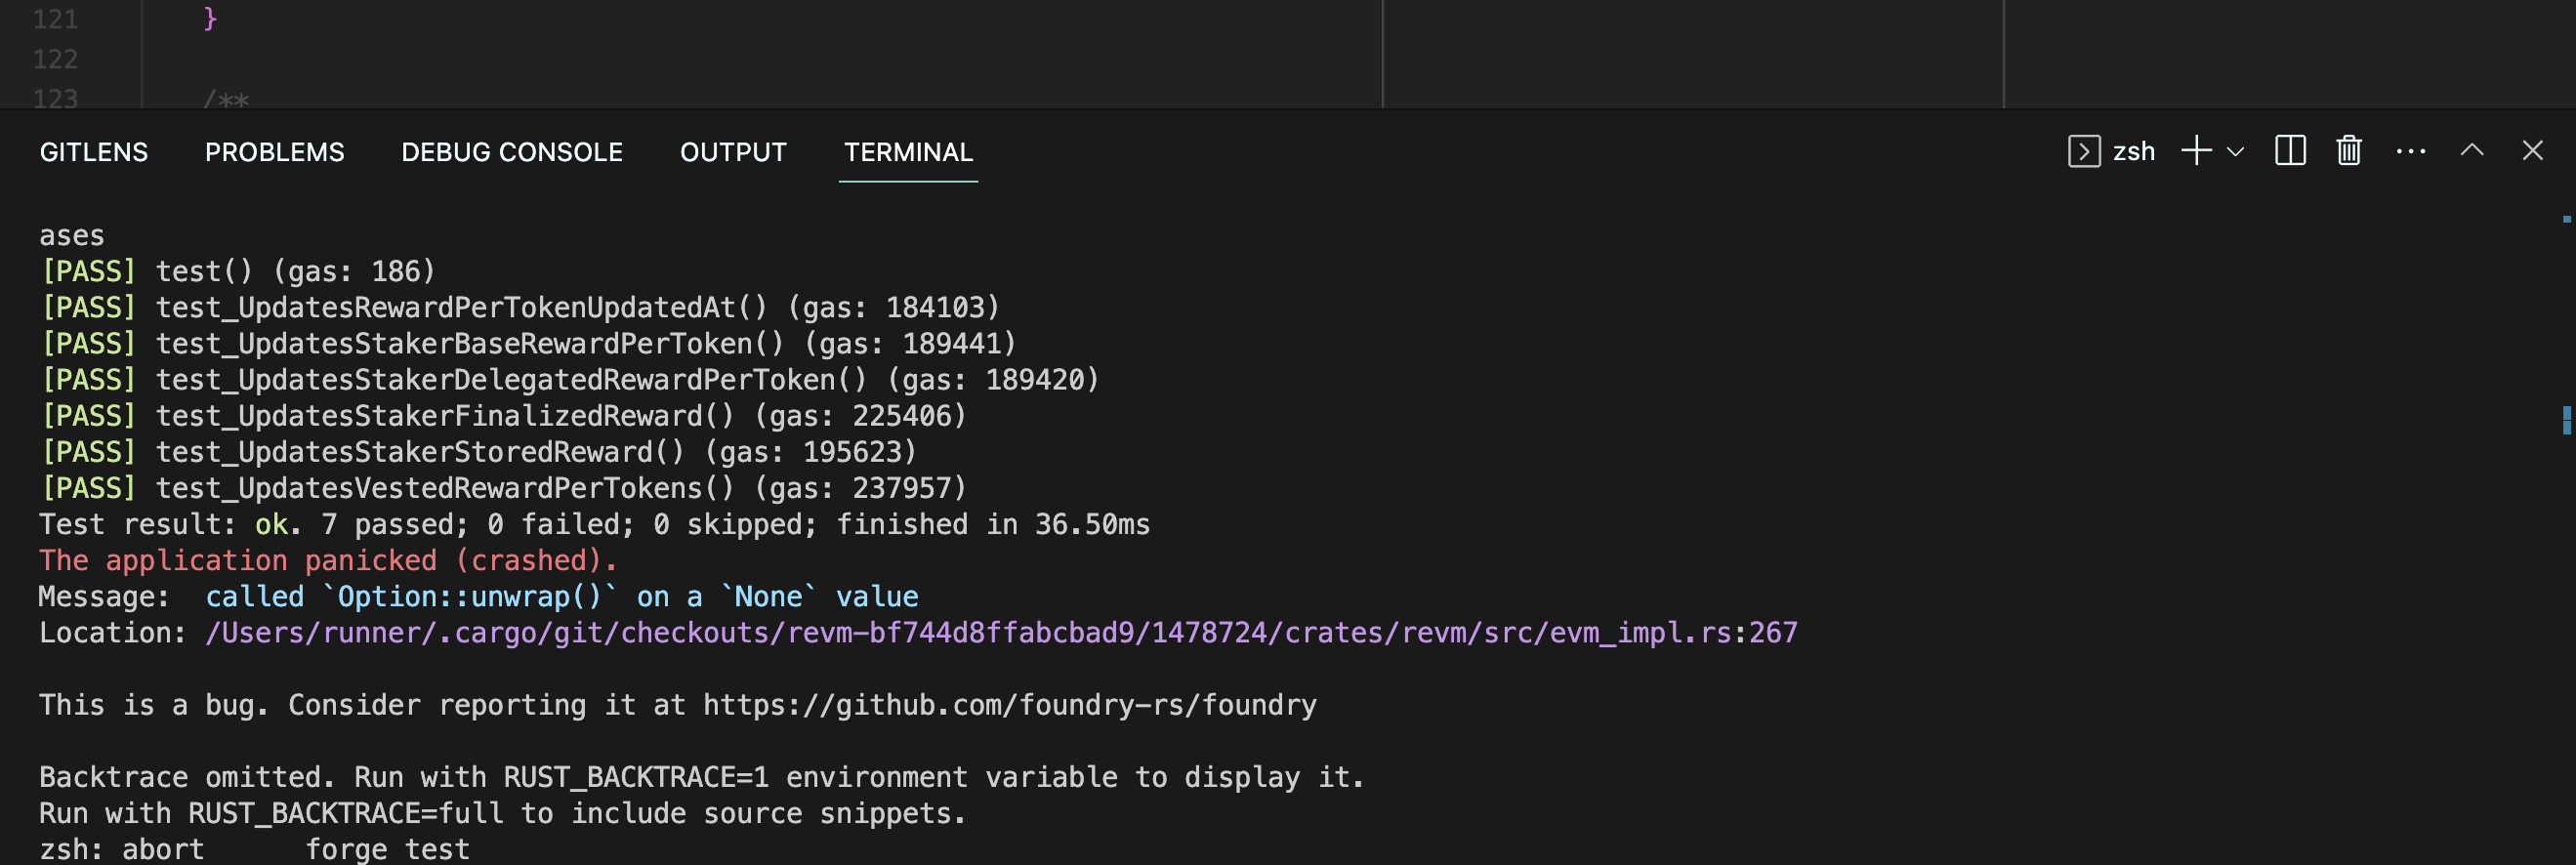 121 }
122
123 /**
GITLENS PROBLEMS DEBUG CONSOLE OUTPUT TERMINAL zsh
ases
[PASS] test() (gas: 186)
[PASS] test_UpdatesRewardPerTokenUpdatedAt() (gas: 184103)
[PASS] test_UpdatesStakerBaseRewardPerToken() (gas: 189441)
[PASS] test_UpdatesStakerDelegatedRewardPerToken() (gas: 189420)
[PASS] test_UpdatesStakerFinalizedReward() (gas: 225406)
[PASS] test_UpdatesStakerStoredReward() (gas: 195623)
[PASS] test_UpdatesVestedRewardPerTokens() (gas: 237957)
Test result: ok. 7 passed; 0 failed; 0 skipped; finished in 36.50ms
The application panicked (crashed).
Message:  called `Option::unwrap()` on a `None` value
Location: /Users/runner/.cargo/git/checkouts/revm-bf744d8ffabcbad9/1478724/crates/revm/src/evm_impl.rs:267
This is a bug. Consider reporting it at https://github.com/foundry-rs/foundry
Backtrace omitted. Run with RUST_BACKTRACE=1 environment variable to display it.
Run with RUST_BACKTRACE=full to include source snippets.
zsh: abort      forge test